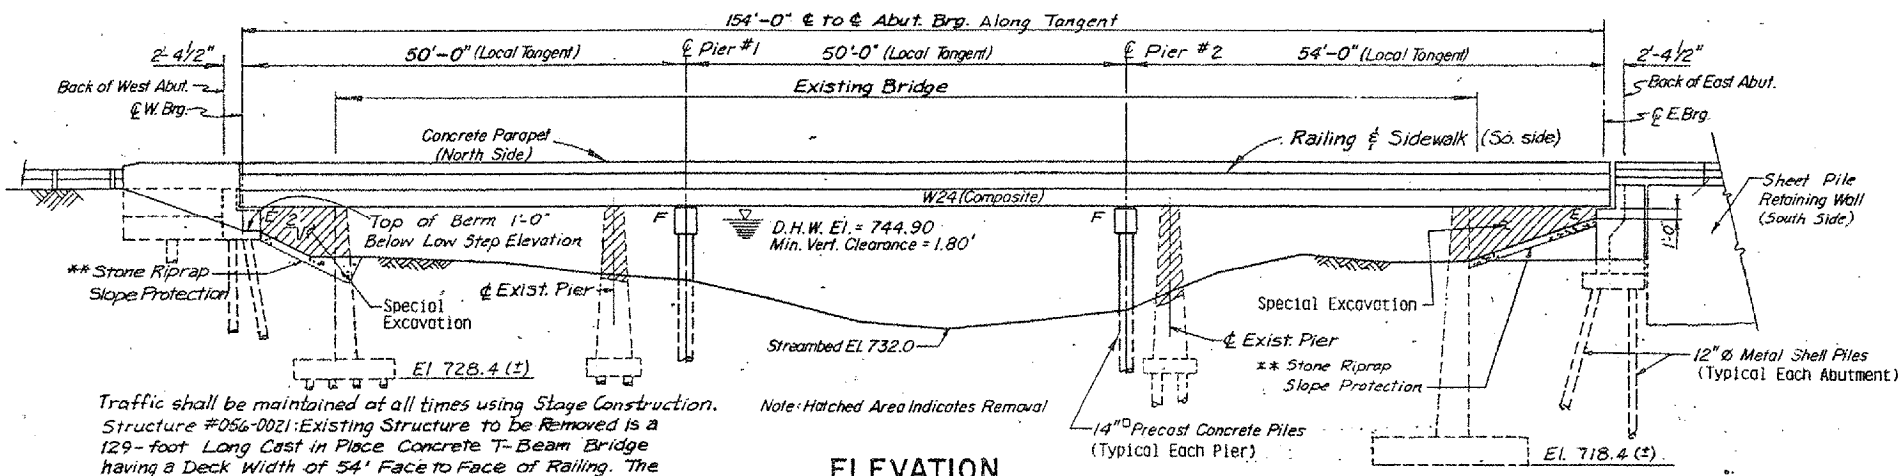 154'-0" ℄ to ℄ Abut. Brg. Along Tangent
2'-4 1/2"
50'-0" (Local Tangent)
℄ Pier #1
50'-0" (Local Tangent)
℄ Pier #2
54'-0" (Local Tangent)
2'-4 1/2"
Back of West Abut.
Existing Bridge
Back of East Abut.
℄ W. Brg.
℄ E. Brg.
Concrete Parapet
(North Side)
Railing & Sidewalk (So. side)
W24 (Composite)
Sheet Pile
Retaining Wall
(South Side)
E
Top of Berm 1'-0"
Below Low Step Elevation
F
D.H.W. El. = 744.90
Min. Vert. Clearance = 1.80'
F
E
1'-0"
** Stone Riprap
Slope Protection
Special
Excavation
℄ Exist. Pier
Special Excavation
Streambed El. 732.0
℄ Exist Pier
** Stone Riprap
Slope Protection
12" Ø Metal Shell Piles
(Typical Each Abutment)
El. 728.4 (±)
Note: Hatched Area Indicates Removal
14"□ Precast Concrete Piles
(Typical Each Pier)
El. 718.4 (±)
Traffic shall be maintained at all times using Stage Construction.
Structure #056-0021: Existing Structure to be Removed is a
129-foot Long Cast in Place Concrete T-Beam Bridge
having a Deck Width of 54' Face to Face of Railing. The
ELEVATION